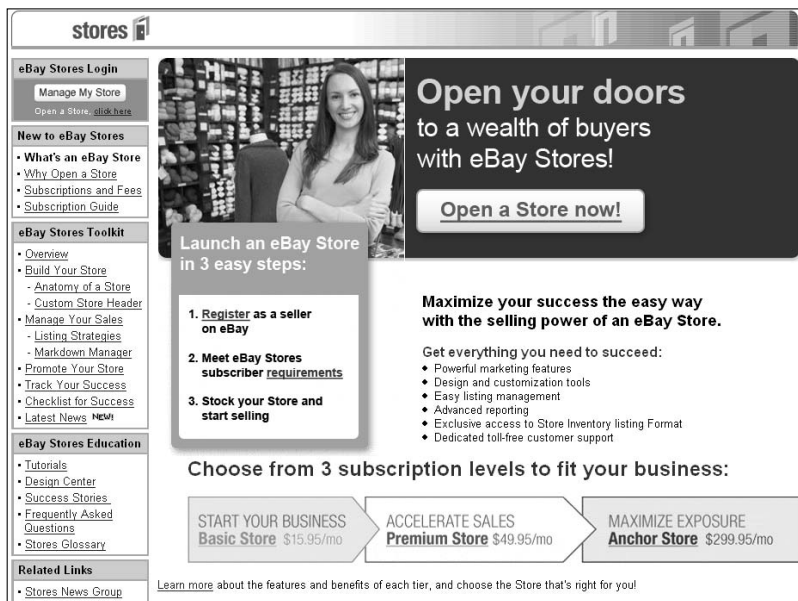 stores
eBay Stores Login
Manage My Store
Open a Store, click here
New to eBay Stores
• What's an eBay Store
• Why Open a Store
• Subscriptions and Fees
• Subscription Guide
eBay Stores Toolkit
• Overview
• Build Your Store
- Anatomy of a Store
- Custom Store Header
• Manage Your Sales
- Listing Strategies
- Markdown Manager
• Promote Your Store
• Track Your Success
• Checklist for Success
• Latest News NEW!
eBay Stores Education
• Tutorials
• Design Center
• Success Stories
• Frequently Asked
Questions
• Stores Glossary
Related Links
• Stores News Group
Open your doors
to a wealth of buyers
with eBay Stores!
Open a Store now!
Launch an eBay Store
in 3 easy steps:
1. Register as a seller
on eBay
2. Meet eBay Stores
subscriber requirements
3. Stock your Store and
start selling
Maximize your success the easy way
with the selling power of an eBay Store.
Get everything you need to succeed:
◆ Powerful marketing features
◆ Design and customization tools
◆ Easy listing management
◆ Advanced reporting
◆ Exclusive access to Store Inventory listing Format
◆ Dedicated toll-free customer support
Choose from 3 subscription levels to fit your business:
START YOUR BUSINESS
Basic Store $15.95/mo
ACCELERATE SALES
Premium Store $49.95/mo
MAXIMIZE EXPOSURE
Anchor Store $299.95/mo
Learn more about the features and benefits of each tier, and choose the Store that's right for you!